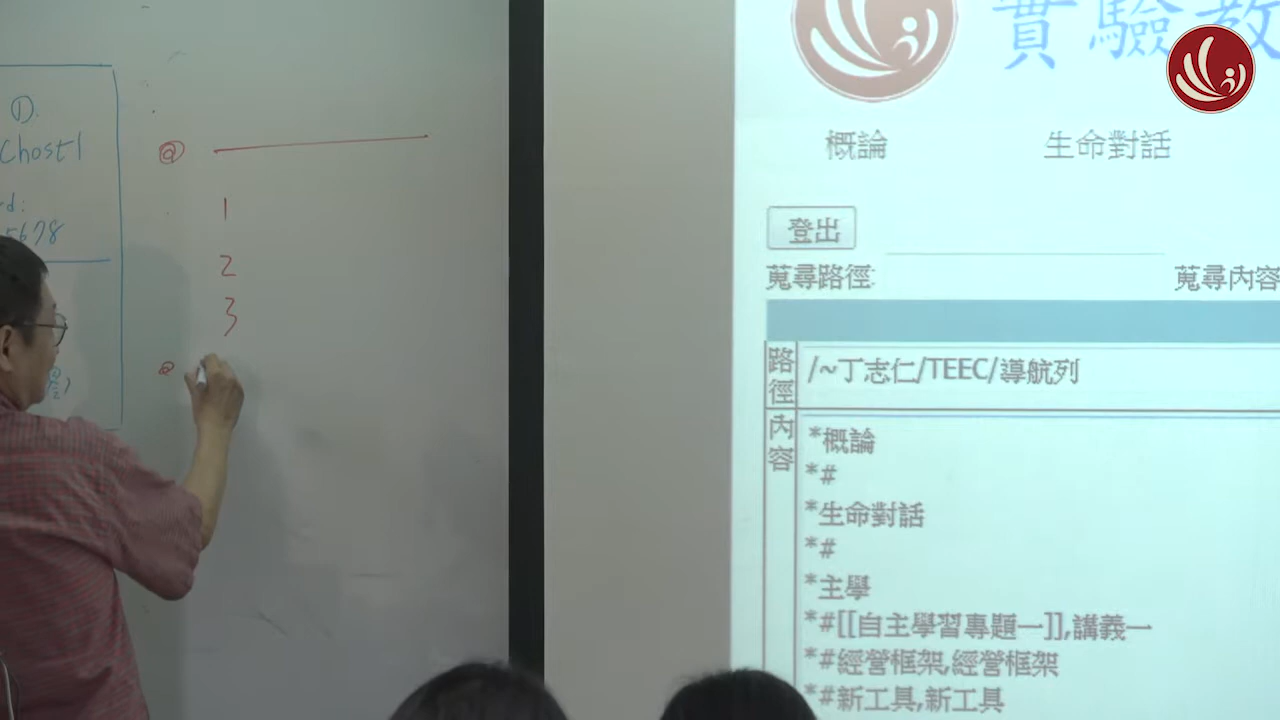 の.
Chost1
rd:
5678
@
1
2
3
@
實驗教
概論
生命對話
登出
蒐尋路徑:
蒐尋內容
路徑
/~丁志仁/TEEC/導航列
內容
*概論
*#
*生命對話
*#
*主學
*#[[自主學習專題一]],講義一
*#經營框架,經營框架
*#新工具,新工具